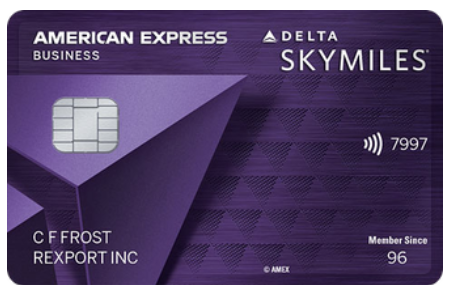 AMERICAN EXPRESS
BUSINESS
DELTA
SKYMILES®
7997
C F FROST
REXPORT INC
Member Since
96
© AMEX